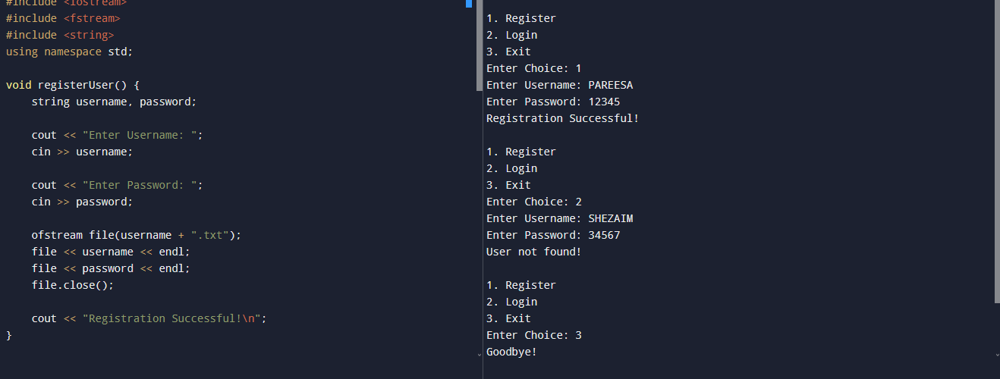 #include <iostream>
#include <fstream>
#include <string>
using namespace std;
void registerUser() {
string username, password;
cout << "Enter Username: ";
cin >> username;
cout << "Enter Password: ";
cin >> password;
ofstream file(username + ".txt");
file << username << endl;
file << password << endl;
file.close();
cout << "Registration Successful!\n";
}
1. Register
2. Login
3. Exit
Enter Choice: 1
Enter Username: PAREESA
Enter Password: 12345
Registration Successful!
1. Register
2. Login
3. Exit
Enter Choice: 2
Enter Username: SHEZAIM
Enter Password: 34567
User not found!
1. Register
2. Login
3. Exit
Enter Choice: 3
Goodbye!